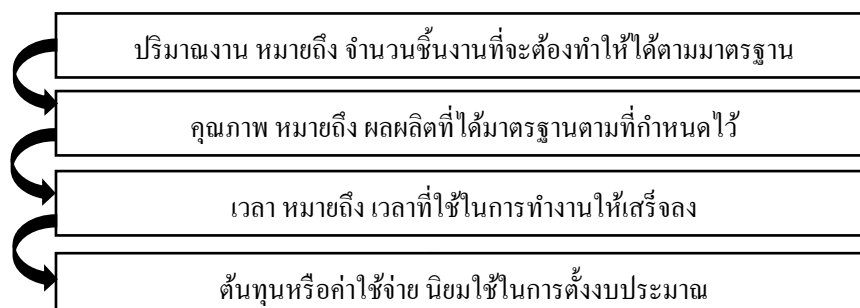 ปริมาณงาน หมายถึง จำนวนชิ้นงานที่จะต้องทำให้ได้ตามมาตรฐาน
คุณภาพ หมายถึง ผลผลิตที่ได้มาตรฐานตามที่กำหนดไว้
เวลา หมายถึง เวลาที่ใช้ในการทำงานให้เสร็จลง
ต้นทุนหรือค่าใช้จ่าย นิยมใช้ในการตั้งงบประมาณ